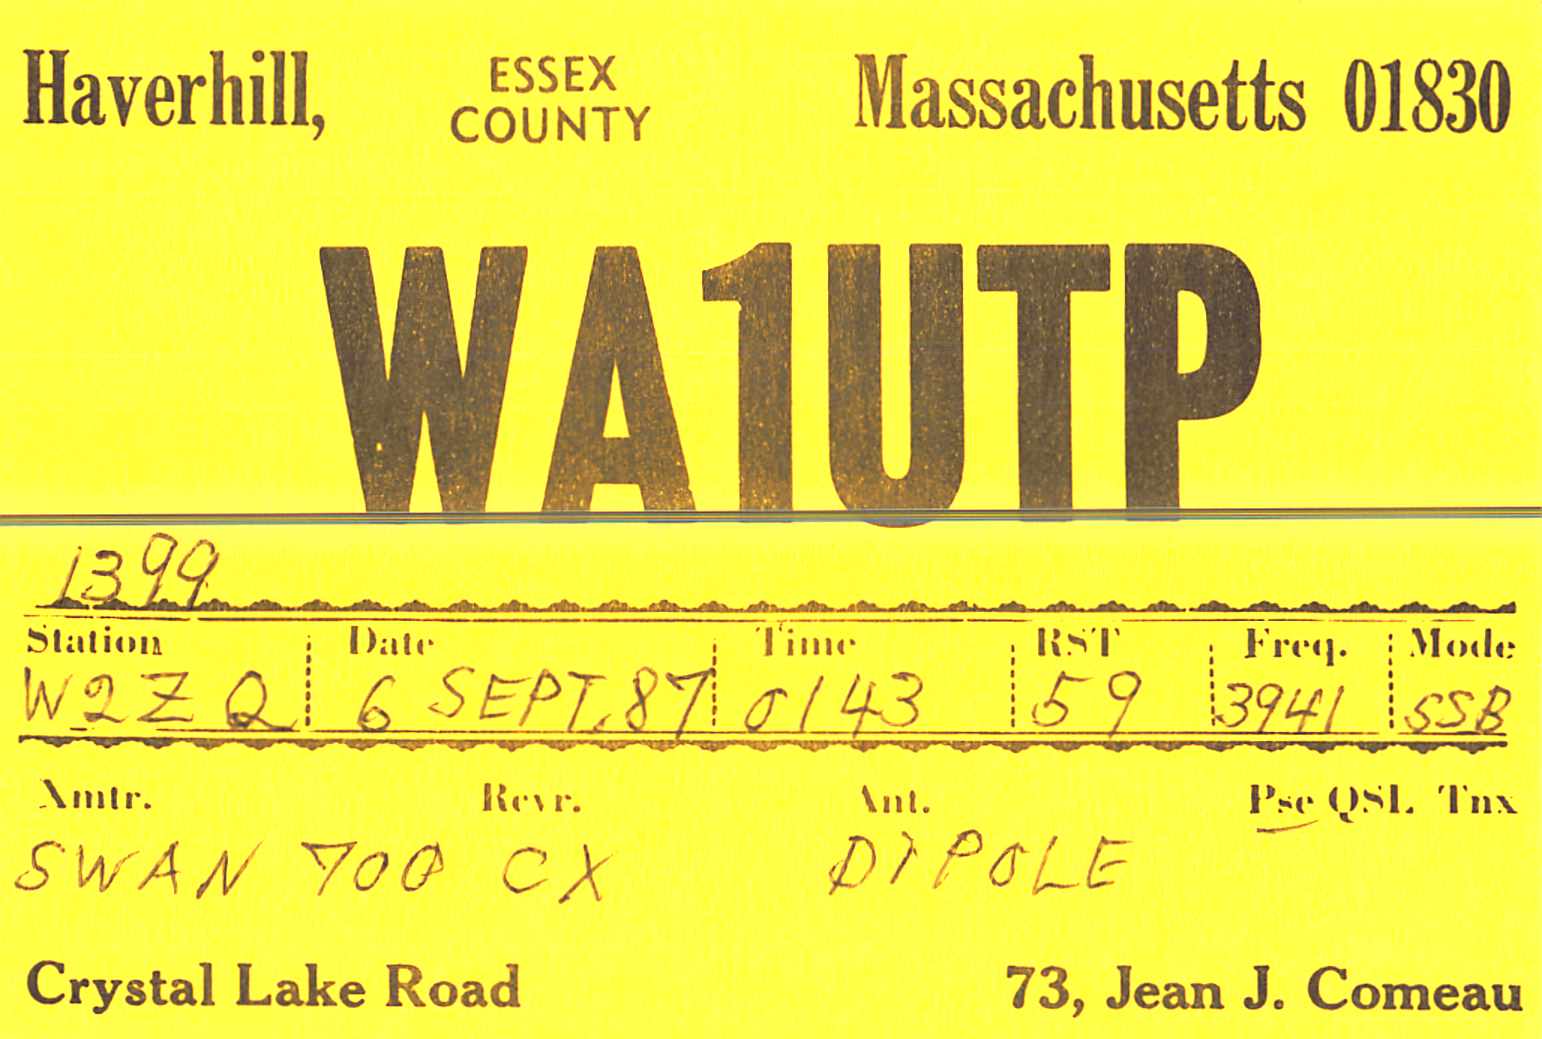 Haverhill, ESSEX COUNTY Massachusetts 01830
WA1UTP
1399
Station Date Time RST Freq. Mode
W2ZQ 6 SEPT. 87 0143 59 3941 SSB
Xmtr. Rcvr. Ant. Pse QSL Tnx
SWAN 700 CX DIPOLE
Crystal Lake Road 73, Jean J. Comeau